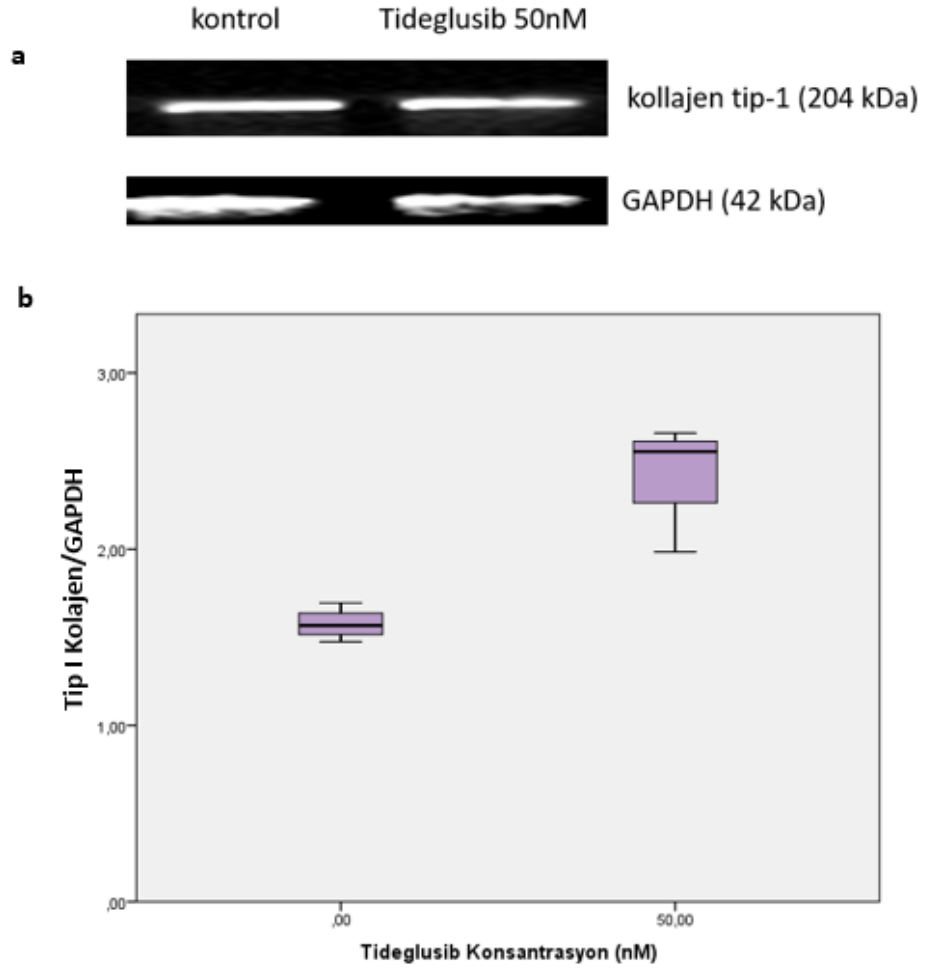 kontrol Tideglusib 50nM
a
kollajen tip-1 (204 kDa)
GAPDH (42 kDa)
b
3,00
2,00
1,00
,00
Tip I Kolajen/GAPDH
,00 50,00
Tideglusib Konsantrasyon (nM)